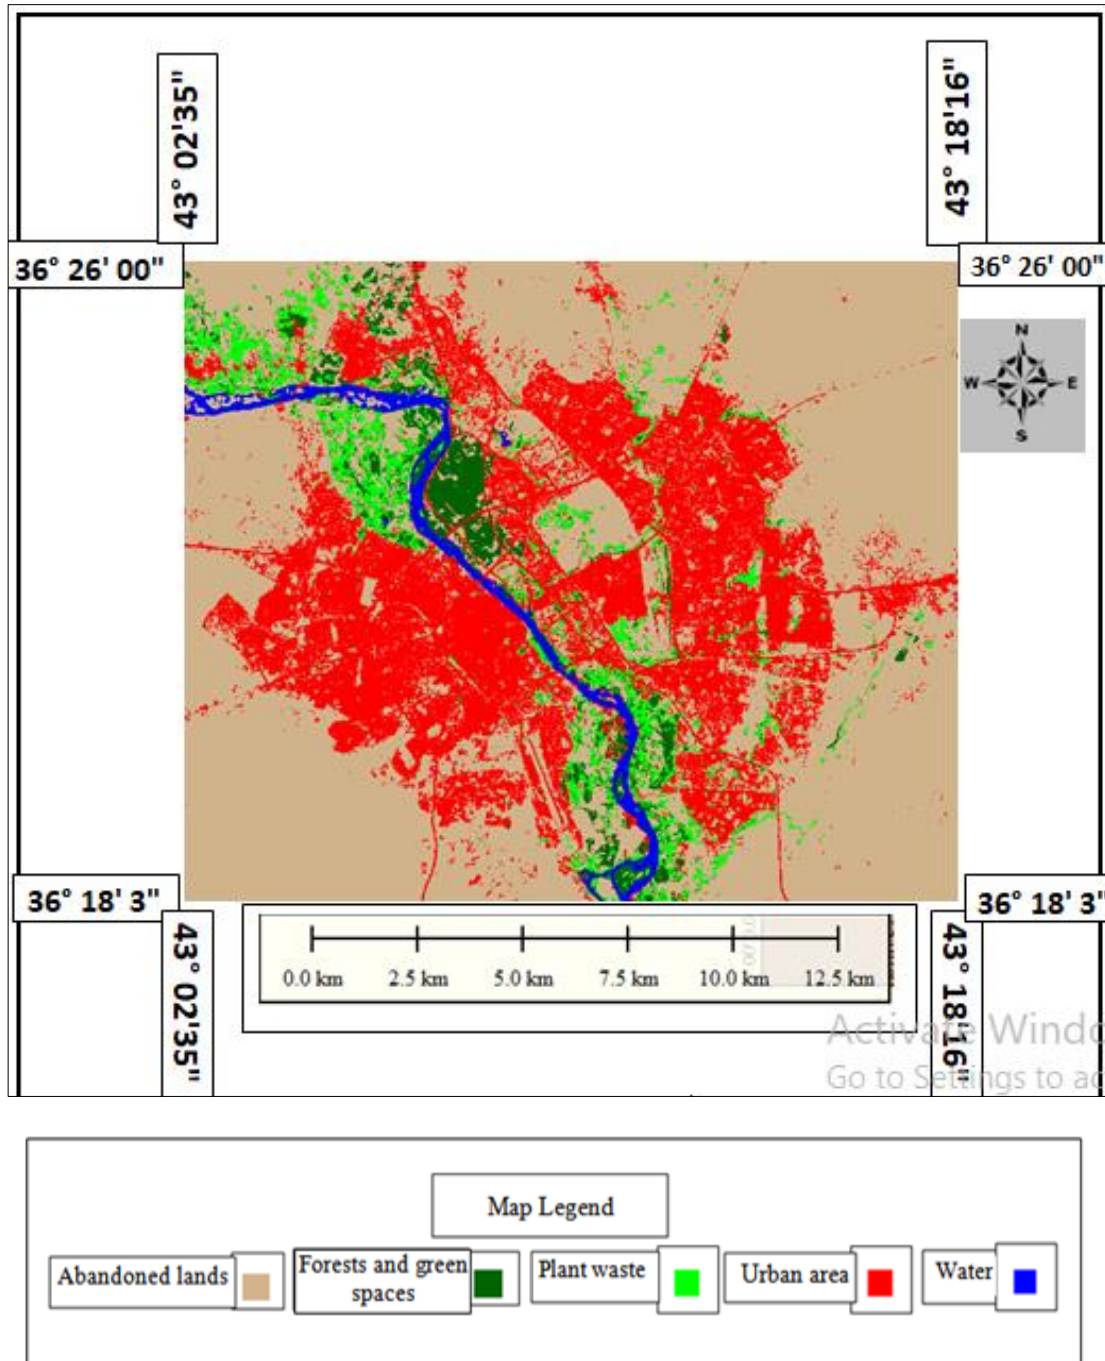 43° 02'35"
43° 18'16"
36° 26' 00"
36° 26' 00"
N
W
E
S
36° 18' 3"
36° 18' 3"
0.0 km 2.5 km 5.0 km 7.5 km 10.0 km 12.5 km
43° 02'35"
43° 18'16"
Activate Windo
Go to Settings to ac
Map Legend
Abandoned lands
Forests and green
spaces
Plant waste
Urban area
Water